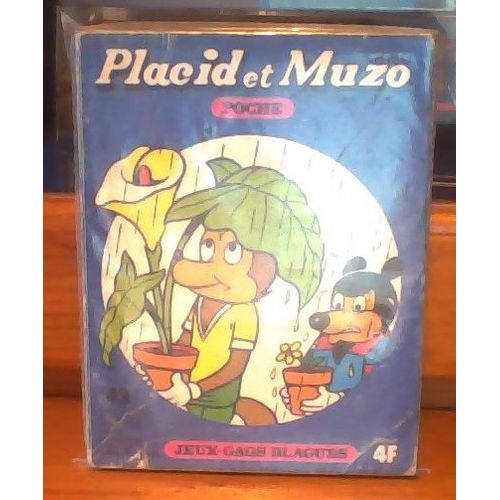 Placid et Muzo
POCHE
JEUX-GAGS BLAGUES
4F